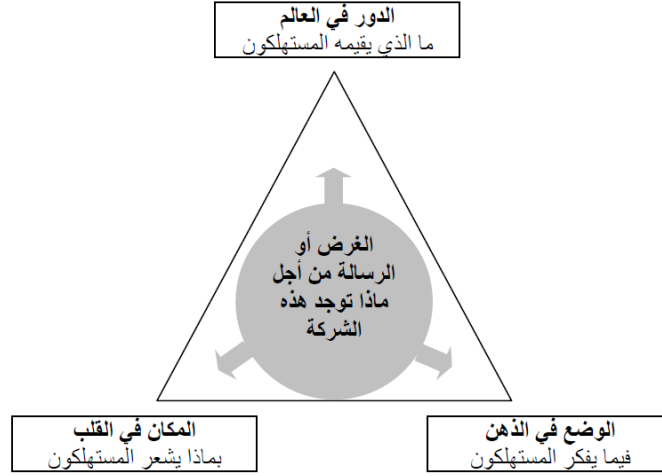 الدور في العالم
ما الذي يقيمه المستهلكون
الغرض أو
الرسالة من أجل
ماذا توجد هذه
الشركة
الوضع في الذهن
فيما يفكر المستهلكون
المكان في القلب
بماذا يشعر المستهلكون